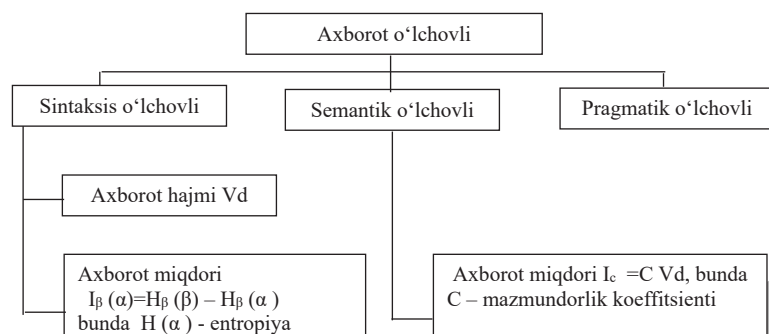 Axborot o‘lchovli
Sintaksis o‘lchovli
Semantik o‘lchovli
Pragmatik o‘lchovli
Axborot hajmi Vd
Axborot miqdori
Iᵦ (α)=Hᵦ (β) – Hᵦ (α )
bunda H (α ) - entropiya
Axborot miqdori I꜀ =C Vd, bunda
C – mazmundorlik koeffitsienti